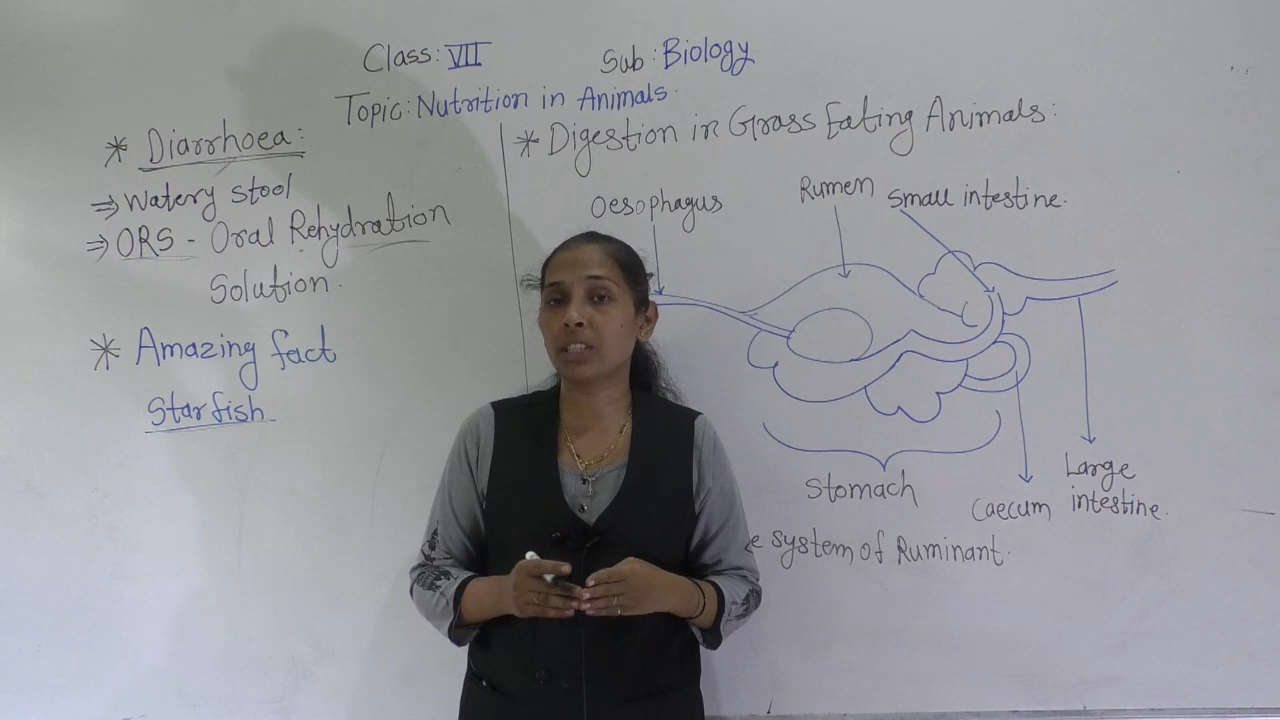 Class: VII Sub: Biology
Topic: Nutrition in Animals.
* Diarrhoea:
⇒ Watery stool
⇒ ORS - Oral Rehydration
Solution.
* Amazing fact
Starfish.
* Digestion in Grass Eating Animals:
Oesophagus
Rumen
Small intestine.
Stomach
Caecum
Large
intestine.
e system of Ruminant.